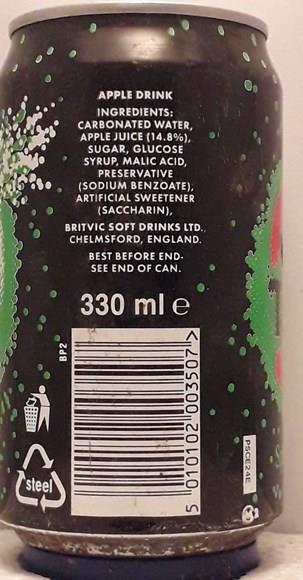 APPLE DRINK
INGREDIENTS:
CARBONATED WATER,
APPLE JUICE (14.8%),
SUGAR, GLUCOSE
SYRUP, MALIC ACID,
PRESERVATIVE
(SODIUM BENZOATE),
ARTIFICIAL SWEETENER
(SACCHARIN),
BRITVIC SOFT DRINKS LTD.,
CHELMSFORD, ENGLAND.
BEST BEFORE END-
SEE END OF CAN.
330 ml e
BP2
5 010102 003507 >
steel
PSCE24E